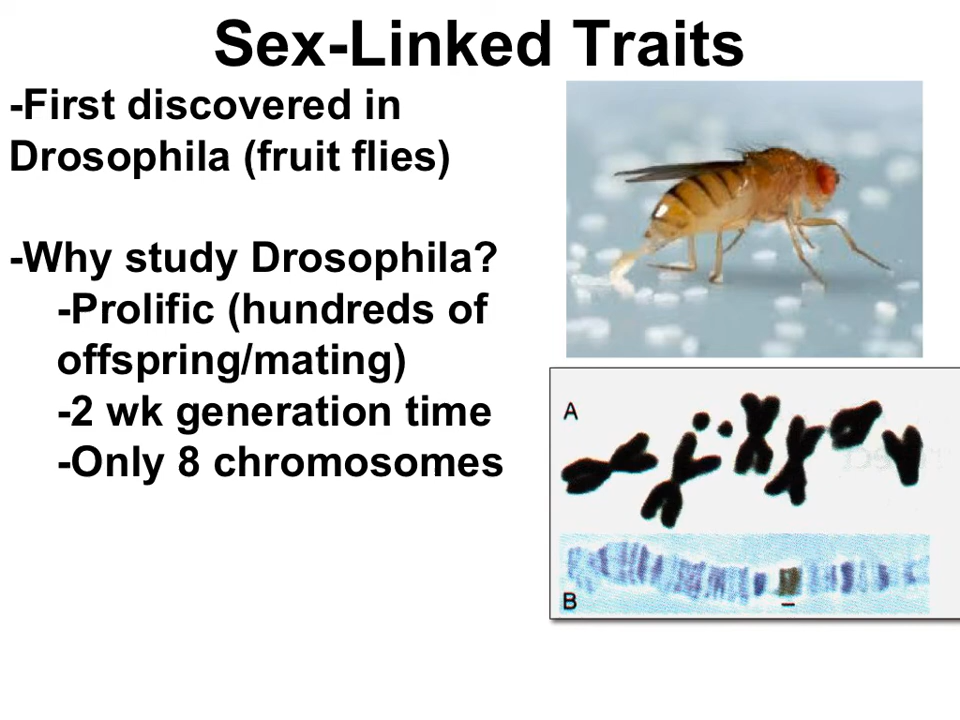 Sex-Linked Traits
-First discovered in
Drosophila (fruit flies)
-Why study Drosophila?
-Prolific (hundreds of
offspring/mating)
-2 wk generation time
-Only 8 chromosomes
A
B